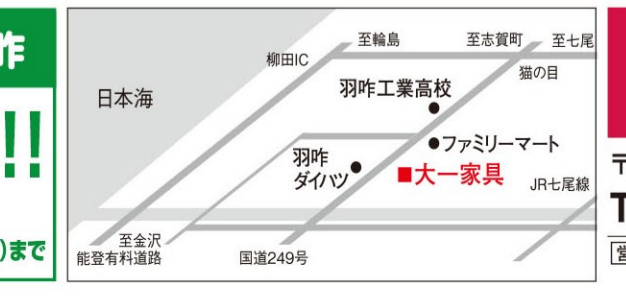 咋
!!
)まで
日本海
柳田IC
至輪島
至志賀町
至七尾
猫の目
羽咋工業高校
ファミリーマート
羽咋
ダイハツ
■大一家具
JR七尾線
至金沢
能登有料道路
国道249号
〒
T
営